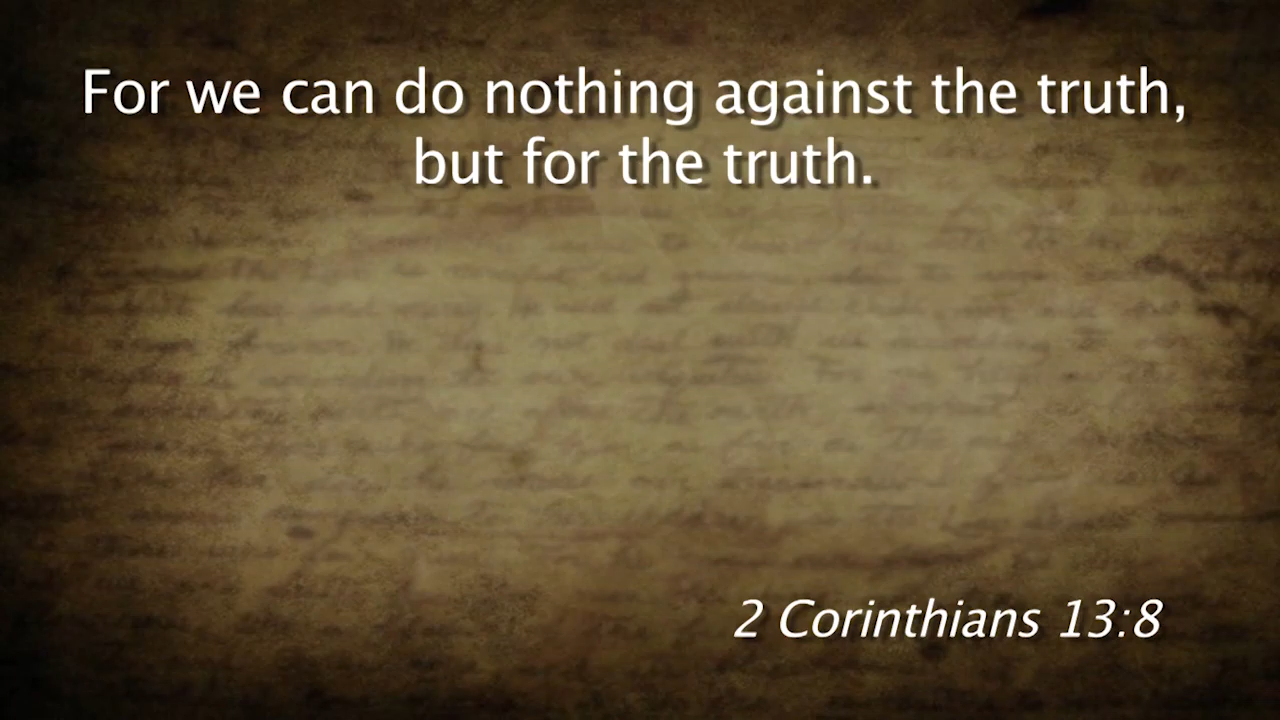 For we can do nothing against the truth,
but for the truth.
2 Corinthians 13:8